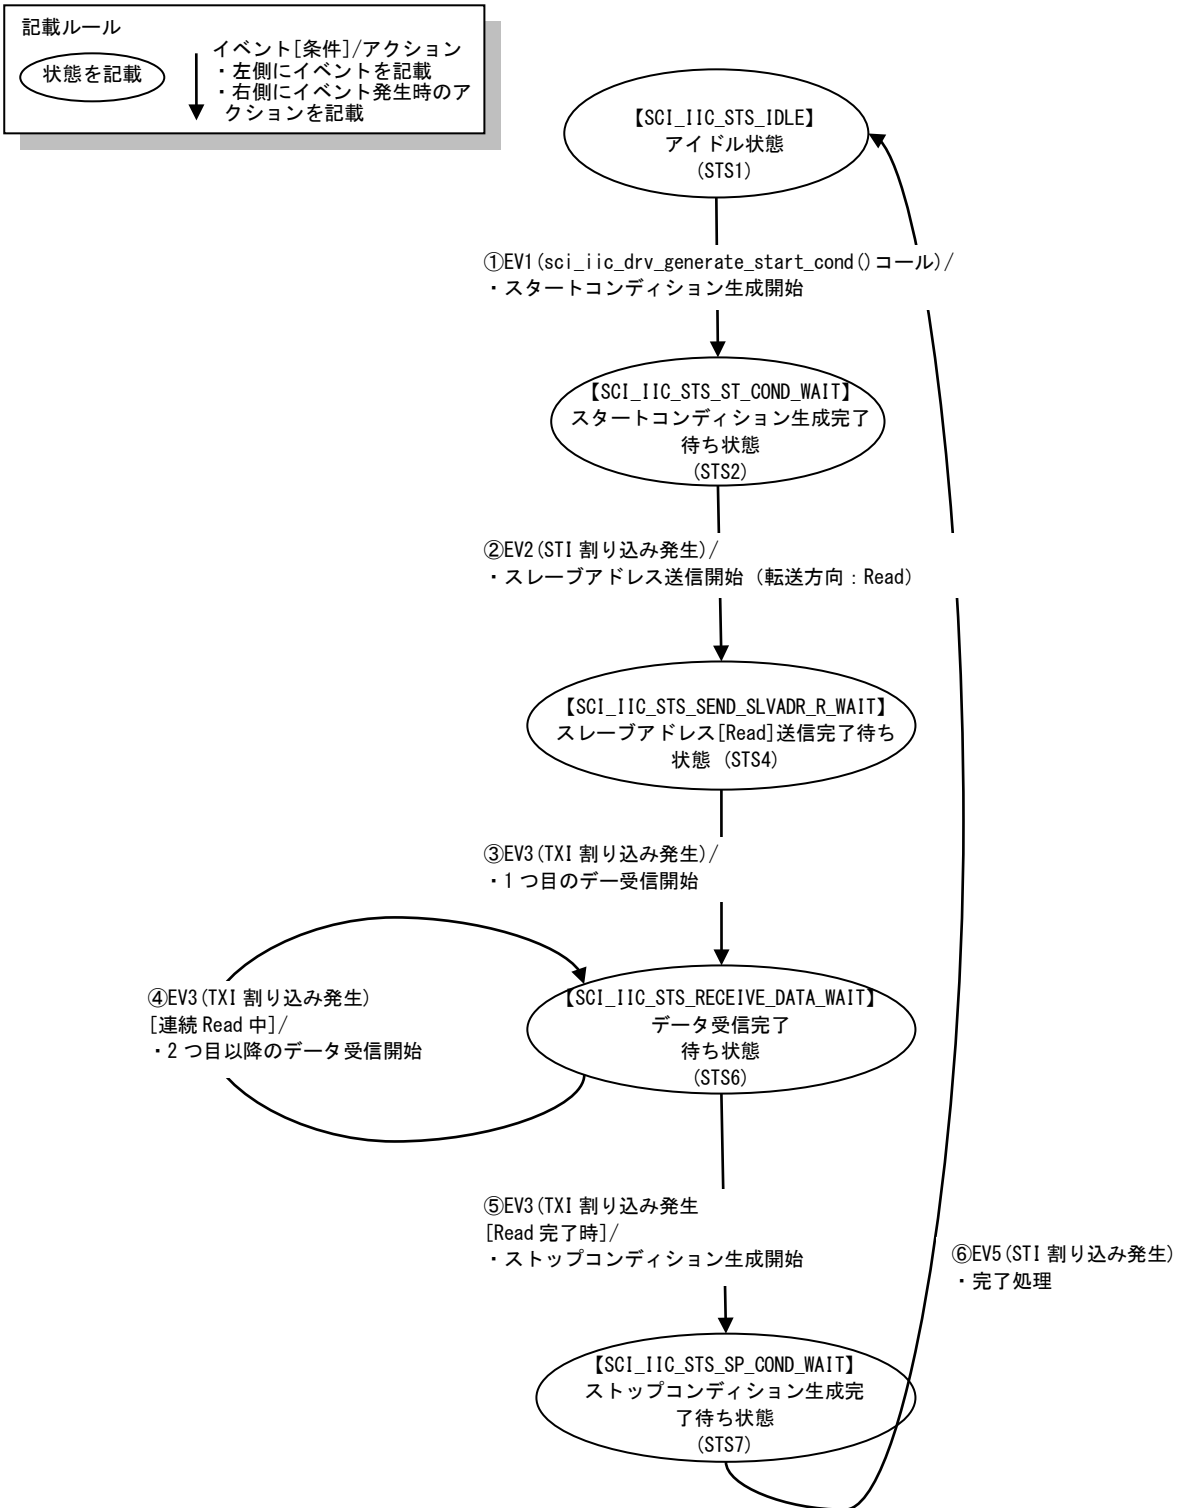 記載ルール
状態を記載
イベント[条件]/アクション
・左側にイベントを記載
・右側にイベント発生時のア
クションを記載
【SCI_IIC_STS_IDLE】
アイドル状態
(STS1)
①EV1(sci_iic_drv_generate_start_cond()コール)/
・スタートコンディション生成開始
【SCI_IIC_STS_ST_COND_WAIT】
スタートコンディション生成完了
待ち状態
(STS2)
②EV2(STI 割り込み発生)/
・スレーブアドレス送信開始（転送方向：Read）
【SCI_IIC_STS_SEND_SLVADR_R_WAIT】
スレーブアドレス[Read]送信完了待ち
状態 (STS4)
③EV3(TXI 割り込み発生)/
・1 つ目のデー受信開始
④EV3(TXI 割り込み発生)
[連続 Read 中]/
・2 つ目以降のデータ受信開始
【SCI_IIC_STS_RECEIVE_DATA_WAIT】
データ受信完了
待ち状態
(STS6)
⑤EV3(TXI 割り込み発生
[Read 完了時]/
・ストップコンディション生成開始
⑥EV5(STI 割り込み発生)
・完了処理
【SCI_IIC_STS_SP_COND_WAIT】
ストップコンディション生成完
了待ち状態
(STS7)